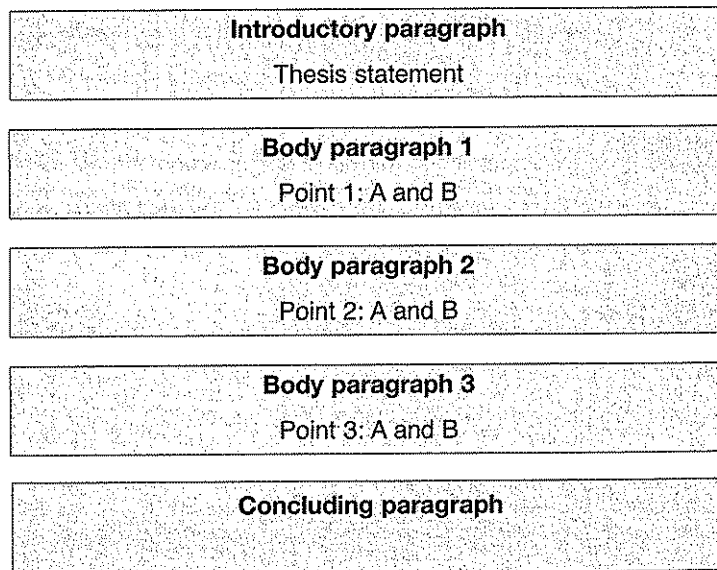 Introductory paragraph
Thesis statement
Body paragraph 1
Point 1: A and B
Body paragraph 2
Point 2: A and B
Body paragraph 3
Point 3: A and B
Concluding paragraph